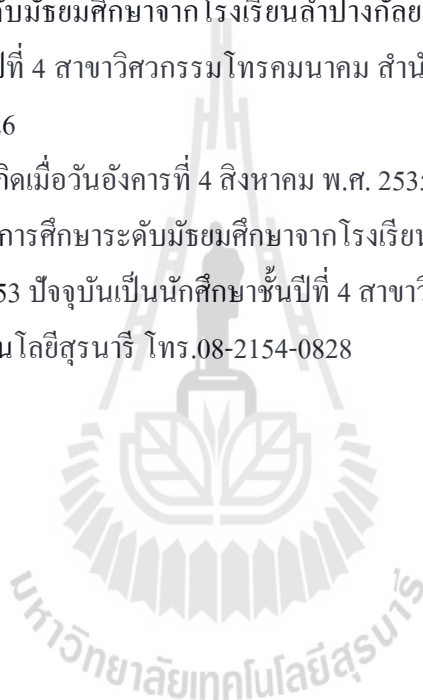 ดับมัธยมศึกษาจากโรงเรียนลำปางกัลย
ปีที่ 4 สาขาวิศวกรรมโทรคมนาคม สำนั
26
กิดเมื่อวันอังคารที่ 4 สิงหาคม พ.ศ. 2535
การศึกษาระดับมัธยมศึกษาจากโรงเรียน
53 ปัจจุบันเป็นนักศึกษาชั้นปีที่ 4 สาขาวิ
นโลยีสุรนารี โทร.08-2154-0828
มหาวิทยาลัยเทคโนโลยีสุรนารี